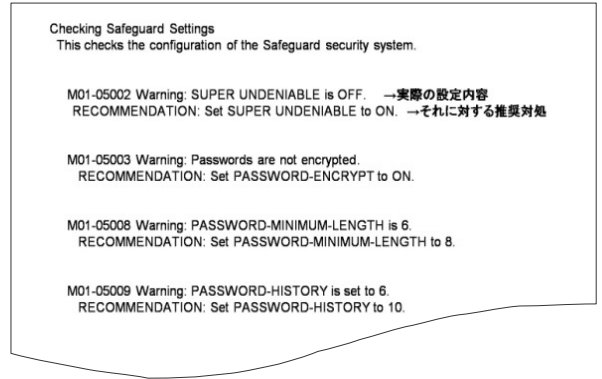 Checking Safeguard Settings
This checks the configuration of the Safeguard security system.
M01-05002 Warning: SUPER UNDENIABLE is OFF. →実際の設定内容
RECOMMENDATION: Set SUPER UNDENIABLE to ON. →それに対する推奨対処
M01-05003 Warning: Passwords are not encrypted.
RECOMMENDATION: Set PASSWORD-ENCRYPT to ON.
M01-05008 Warning: PASSWORD-MINIMUM-LENGTH is 6.
RECOMMENDATION: Set PASSWORD-MINIMUM-LENGTH to 8.
M01-05009 Warning: PASSWORD-HISTORY is set to 6.
RECOMMENDATION: Set PASSWORD-HISTORY to 10.